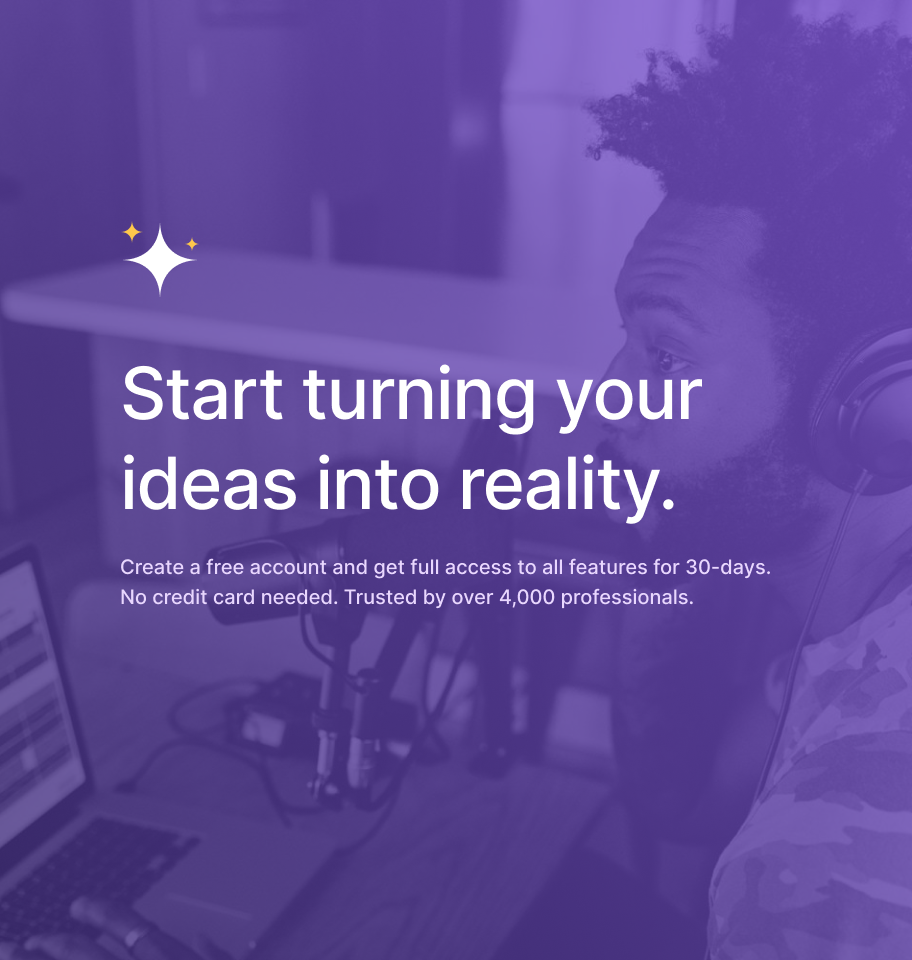 Start turning your
ideas into reality.
Create a free account and get full access to all features for 30-days.
No credit card needed. Trusted by over 4,000 professionals.